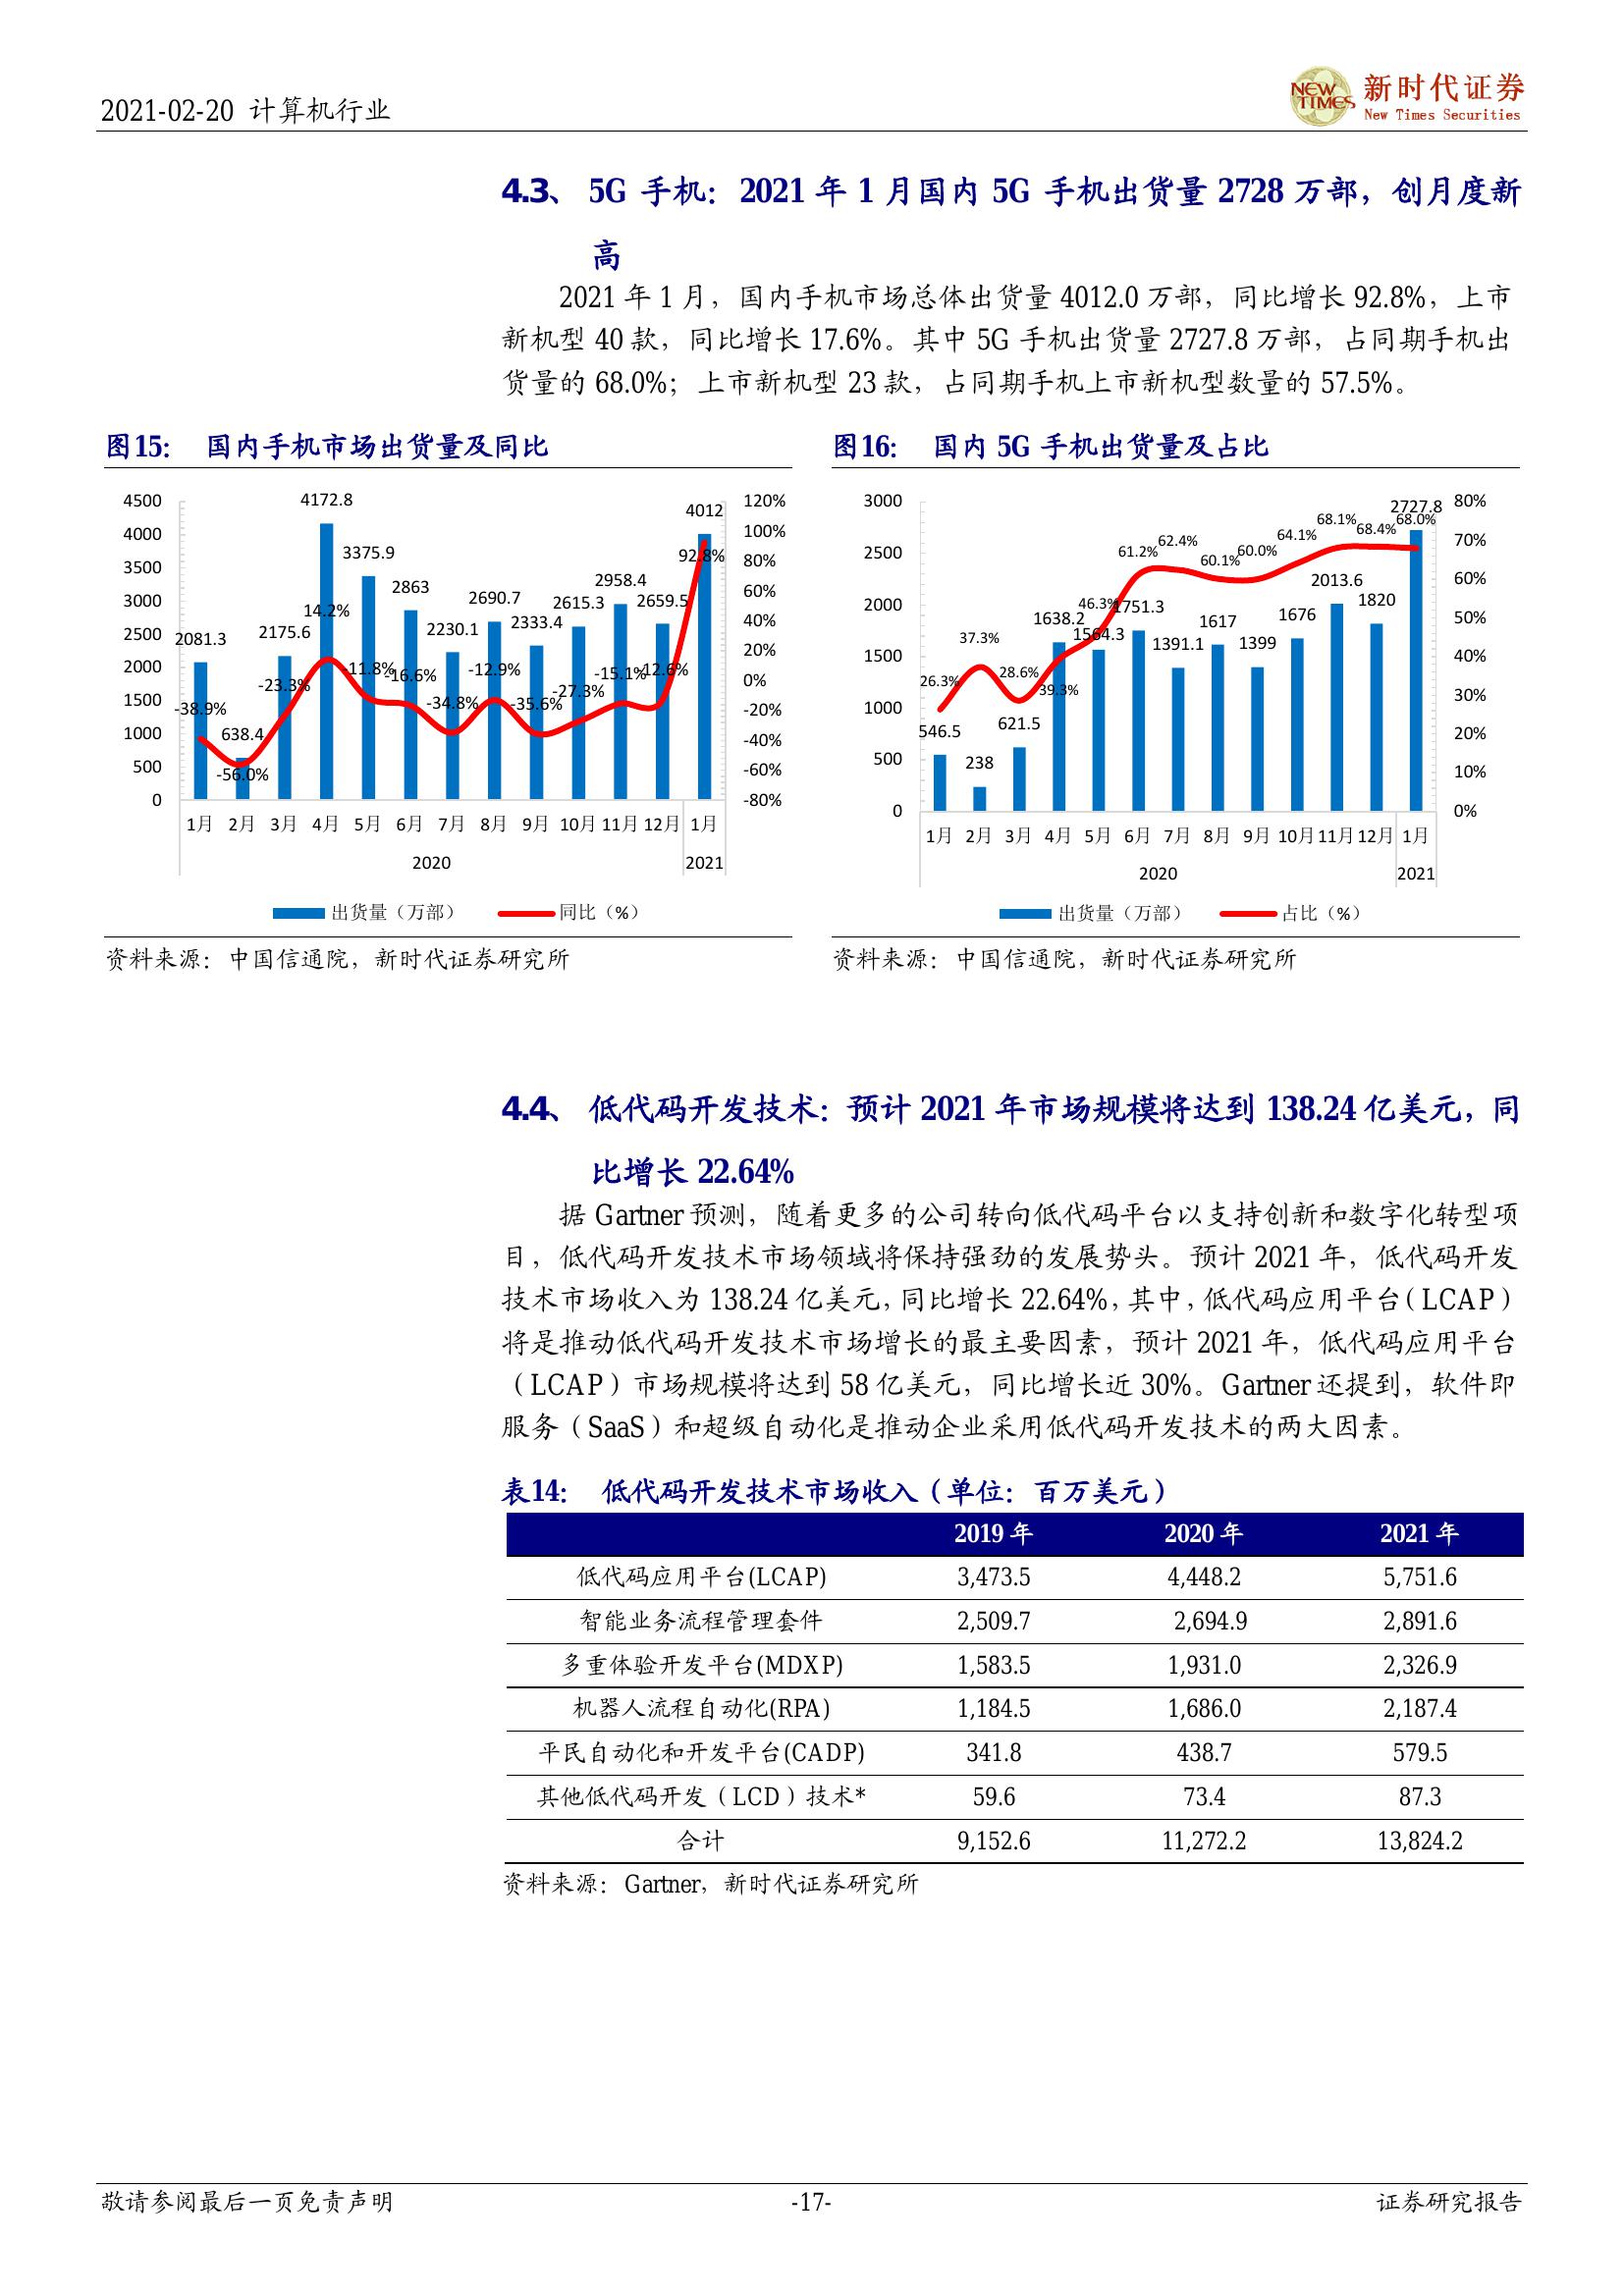 2021-02-20 计算机行业
NEW TIMES
新时代证券
New Times Securities
4.3、 5G 手机：2021 年 1 月国内 5G 手机出货量 2728 万部，创月度新
高
2021 年 1 月，国内手机市场总体出货量 4012.0 万部，同比增长 92.8%，上市
新机型 40 款，同比增长 17.6%。其中 5G 手机出货量 2727.8 万部，占同期手机出
货量的 68.0%；上市新机型 23 款，占同期手机上市新机型数量的 57.5%。
图15： 国内手机市场出货量及同比
4500
4000
3500
3000
2500
2000
1500
1000
500
0
120%
100%
80%
60%
40%
20%
0%
-20%
-40%
-60%
-80%
2081.3
638.4
2175.6
4172.8
3375.9
2863
2230.1
2690.7
2333.4
2615.3
2958.4
2659.5
4012
-38.9%
-56.0%
-23.3%
14.2%
-11.8%
-16.6%
-34.8%
-12.9%
-35.6%
-27.3%
-15.1%
-12.6%
92.8%
1月 2月 3月 4月 5月 6月 7月 8月 9月 10月 11月 12月 1月
2020 2021
出货量（万部） 同比（%）
资料来源：中国信通院，新时代证券研究所
图16： 国内 5G 手机出货量及占比
3000
2500
2000
1500
1000
500
0
80%
70%
60%
50%
40%
30%
20%
10%
0%
546.5
238
621.5
1638.2
1564.3
1751.3
1391.1
1617
1399
1676
2013.6
1820
2727.8
26.3%
37.3%
28.6%
39.3%
46.3%
61.2%
62.4%
60.1%
60.0%
64.1%
68.1%
68.4%
68.0%
1月 2月 3月 4月 5月 6月 7月 8月 9月 10月 11月 12月 1月
2020 2021
出货量（万部） 占比（%）
资料来源：中国信通院，新时代证券研究所
4.4、 低代码开发技术：预计 2021 年市场规模将达到 138.24 亿美元，同
比增长 22.64%
据 Gartner 预测，随着更多的公司转向低代码平台以支持创新和数字化转型项
目，低代码开发技术市场领域将保持强劲的发展势头。预计 2021 年，低代码开发
技术市场收入为 138.24 亿美元，同比增长 22.64%，其中，低代码应用平台（LCAP）
将是推动低代码开发技术市场增长的最主要因素，预计 2021 年，低代码应用平台
（LCAP）市场规模将达到 58 亿美元，同比增长近 30%。Gartner 还提到，软件即
服务（SaaS）和超级自动化是推动企业采用低代码开发技术的两大因素。
表14： 低代码开发技术市场收入（单位：百万美元）
2019 年 2020 年 2021 年
低代码应用平台(LCAP) 3,473.5 4,448.2 5,751.6
智能业务流程管理套件 2,509.7 2,694.9 2,891.6
多重体验开发平台(MDXP) 1,583.5 1,931.0 2,326.9
机器人流程自动化(RPA) 1,184.5 1,686.0 2,187.4
平民自动化和开发平台(CADP) 341.8 438.7 579.5
其他低代码开发（LCD）技术* 59.6 73.4 87.3
合计 9,152.6 11,272.2 13,824.2
资料来源：Gartner，新时代证券研究所
敬请参阅最后一页免责声明 -17- 证券研究报告